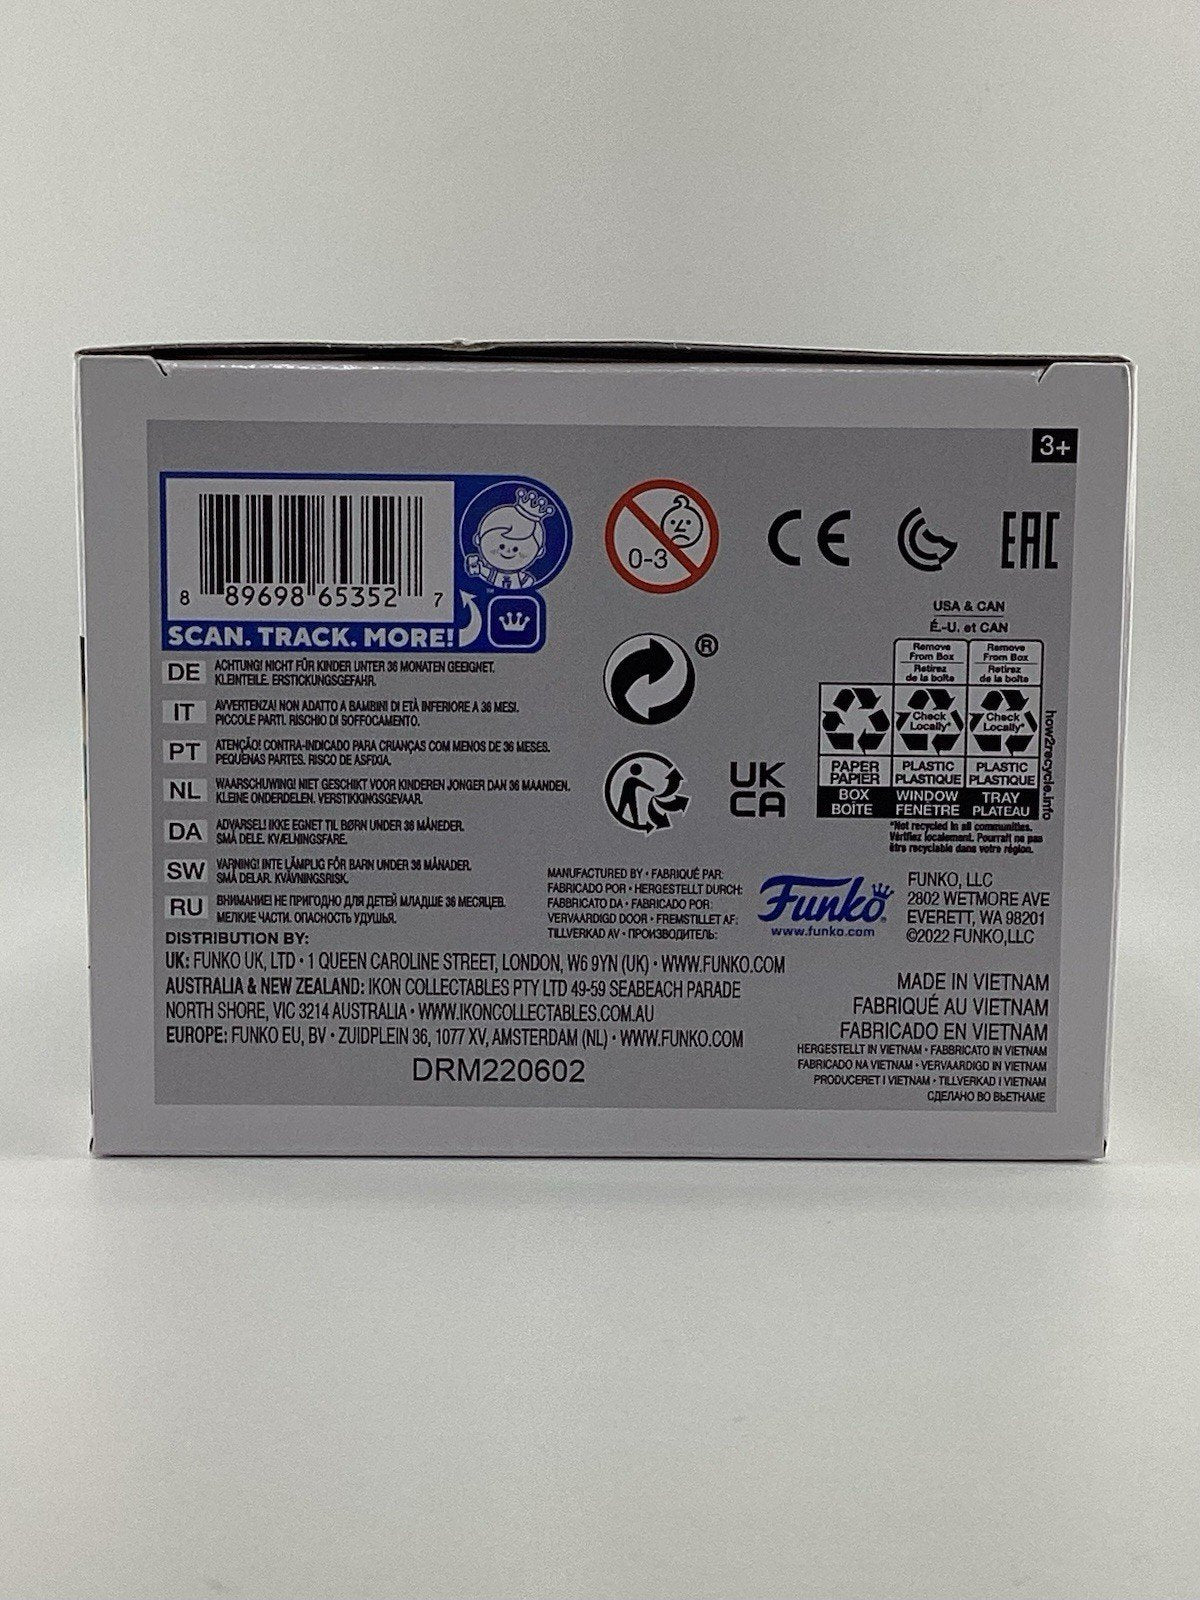 3+
8 89698 65352 7
SCAN. TRACK. MORE!
0-3
CE
EAC
USA & CAN
É.-U. et CAN
Remove
From Box
Retirez
de la boîte
Remove
From Box
Retirez
de la boîte
Check
Locally*
Check
Locally*
PAPER
PAPIER
PLASTIC
PLASTIQUE
PLASTIC
PLASTIQUE
BOX
BOÎTE
WINDOW
FENÊTRE
TRAY
PLATEAU
how2recycle.info
*Not recycled in all communities.
Vérifiez localement. Pourrait ne pas
être recyclable dans votre région.
®
UK
CA
DE ACHTUNG! NICHT FÜR KINDER UNTER 36 MONATEN GEEIGNET.
KLEINTEILE. ERSTICKUNGSGEFAHR.
IT AVVERTENZA! NON ADATTO A BAMBINI DI ETÀ INFERIORE A 36 MESI.
PICCOLE PARTI. RISCHIO DI SOFFOCAMENTO.
PT ATENÇÃO! CONTRA-INDICADO PARA CRIANÇAS COM MENOS DE 36 MESES.
PEQUENAS PARTES. RISCO DE ASFIXIA.
NL WAARSCHUWING! NIET GESCHIKT VOOR KINDEREN JONGER DAN 36 MAANDEN.
KLEINE ONDERDELEN. VERSTIKKINGSGEVAAR.
DA ADVARSEL! IKKE EGNET TIL BØRN UNDER 36 MÅNEDER.
SMÅ DELE. KVÆLNINGSFARE.
SW VARNING! INTE LÄMPLIG FÖR BARN UNDER 36 MÅNADER.
SMÅ DELAR. KVÄVNINGSRISK.
RU ВНИМАНИЕ! НЕ ПРИГОДНО ДЛЯ ДЕТЕЙ МЛАДШЕ 36 МЕСЯЦЕВ.
МЕЛКИЕ ЧАСТИ. ОПАСНОСТЬ УДУШЬЯ.
MANUFACTURED BY • FABRIQUÉ PAR:
FABRICADO POR • HERGESTELLT DURCH:
FABBRICATO DA • FABRICADO POR:
VERVAARDIGD DOOR • FREMSTILLET AF:
TILLVERKAD AV • ПРОИЗВОДИТЕЛЬ:
Funko
www.funko.com
FUNKO, LLC
2802 WETMORE AVE
EVERETT, WA 98201
©2022 FUNKO,LLC
DISTRIBUTION BY:
UK: FUNKO UK, LTD • 1 QUEEN CAROLINE STREET, LONDON, W6 9YN (UK) • WWW.FUNKO.COM
AUSTRALIA & NEW ZEALAND: IKON COLLECTABLES PTY LTD 49-59 SEABEACH PARADE
NORTH SHORE, VIC 3214 AUSTRALIA • WWW.IKONCOLLECTABLES.COM.AU
EUROPE: FUNKO EU, BV • ZUIDPLEIN 36, 1077 XV, AMSTERDAM (NL) • WWW.FUNKO.COM
DRM220602
MADE IN VIETNAM
FABRIQUÉ AU VIETNAM
FABRICADO EN VIETNAM
HERGESTELLT IN VIETNAM • FABBRICATO IN VIETNAM
FABRICADO NA VIETNAM • VERVAARDIGD IN VIETNAM
PRODUCERET I VIETNAM • TILLVERKAD I VIETNAM
СДЕЛАНО ВО ВЬЕТНАМЕ